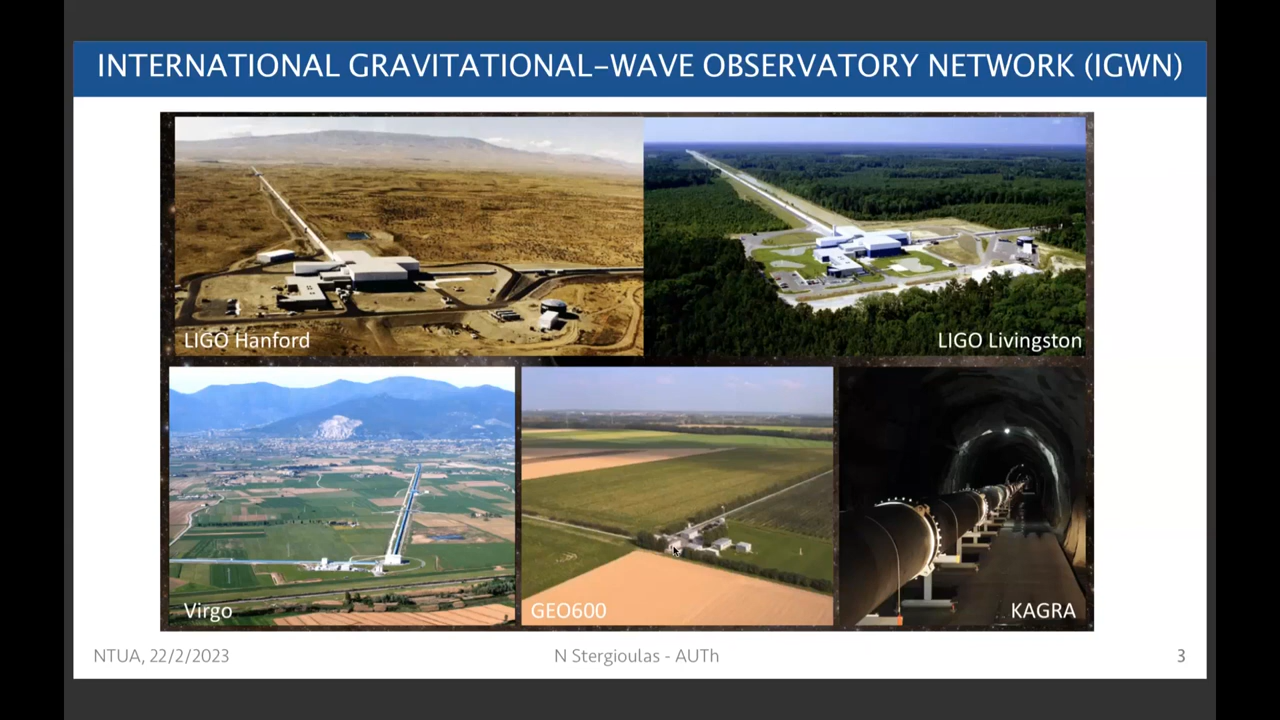 INTERNATIONAL GRAVITATIONAL–WAVE OBSERVATORY NETWORK (IGWN)
LIGO Hanford
LIGO Livingston
Virgo
GEO600
KAGRA
NTUA, 22/2/2023
N Stergioulas - AUTh
3